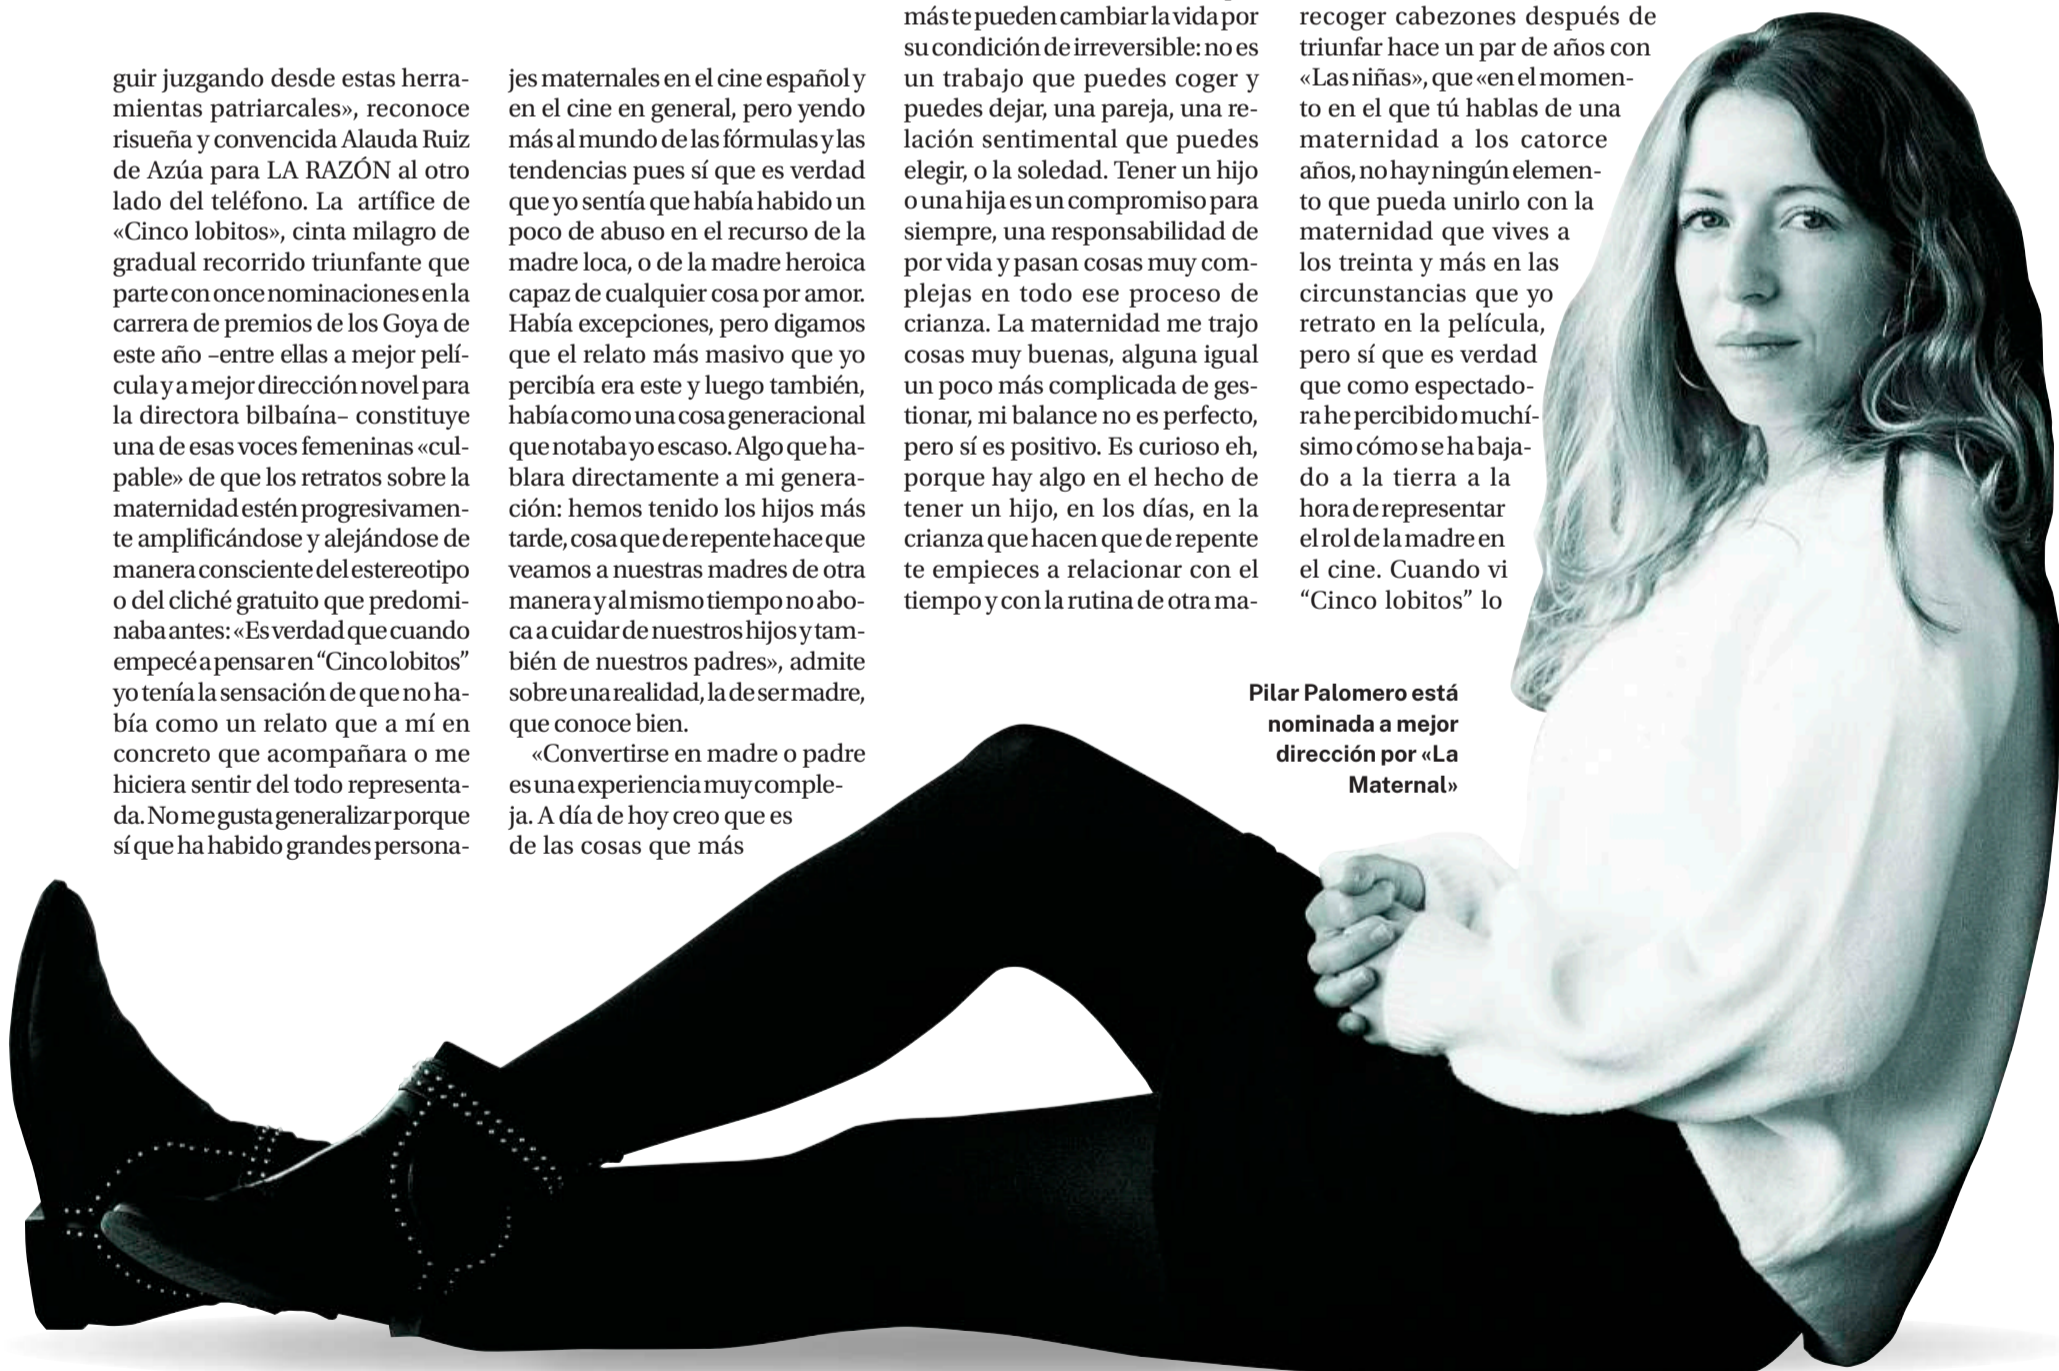 guir juzgando desde estas herra-
mientas patriarcales», reconoce
risueña y convencida Alauda Ruiz
de Azúa para LA RAZÓN al otro
lado del teléfono. La artífice de
«Cinco lobitos», cinta milagro de
gradual recorrido triunfante que
parte con once nominaciones en la
carrera de premios de los Goya de
este año –entre ellas a mejor pelí-
cula y a mejor dirección novel para
la directora bilbaína– constituye
una de esas voces femeninas «cul-
pable» de que los retratos sobre la
maternidad estén progresivamen-
te amplificándose y alejándose de
manera consciente del estereotipo
o del cliché gratuito que predomi-
naba antes: «Es verdad que cuando
empecé a pensar en “Cinco lobitos”
yo tenía la sensación de que no ha-
bía como un relato que a mí en
concreto que acompañara o me
hiciera sentir del todo representa-
da. No me gusta generalizar porque
sí que ha habido grandes persona-
jes maternales en el cine español y
en el cine en general, pero yendo
más al mundo de las fórmulas y las
tendencias pues sí que es verdad
que yo sentía que había habido un
poco de abuso en el recurso de la
madre loca, o de la madre heroica
capaz de cualquier cosa por amor.
Había excepciones, pero digamos
que el relato más masivo que yo
percibía era este y luego también,
había como una cosa generacional
que notaba yo escaso. Algo que ha-
blara directamente a mi genera-
ción: hemos tenido los hijos más
tarde, cosa que de repente hace que
veamos a nuestras madres de otra
manera y al mismo tiempo no abo-
ca a cuidar de nuestros hijos y tam-
bién de nuestros padres», admite
sobre una realidad, la de ser madre,
que conoce bien.
«Convertirse en madre o padre
es una experiencia muy comple-
ja. A día de hoy creo que es
de las cosas que más
más te pueden cambiar la vida por
su condición de irreversible: no es
un trabajo que puedes coger y
puedes dejar, una pareja, una re-
lación sentimental que puedes
elegir, o la soledad. Tener un hijo
o una hija es un compromiso para
siempre, una responsabilidad de
por vida y pasan cosas muy com-
plejas en todo ese proceso de
crianza. La maternidad me trajo
cosas muy buenas, alguna igual
un poco más complicada de ges-
tionar, mi balance no es perfecto,
pero sí es positivo. Es curioso eh,
porque hay algo en el hecho de
tener un hijo, en los días, en la
crianza que hacen que de repente
te empieces a relacionar con el
tiempo y con la rutina de otra ma-
recoger cabezones después de
triunfar hace un par de años con
«Las niñas», que «en el momen-
to en el que tú hablas de una
maternidad a los catorce
años, no hay ningún elemen-
to que pueda unirlo con la
maternidad que vives a
los treinta y más en las
circunstancias que yo
retrato en la película,
pero sí que es verdad
que como espectado-
ra he percibido muchí-
simo cómo se ha baja-
do a la tierra a la
hora de representar
el rol de la madre en
el cine. Cuando vi
“Cinco lobitos” lo
Pilar Palomero está
nominada a mejor
dirección por «La
Maternal»